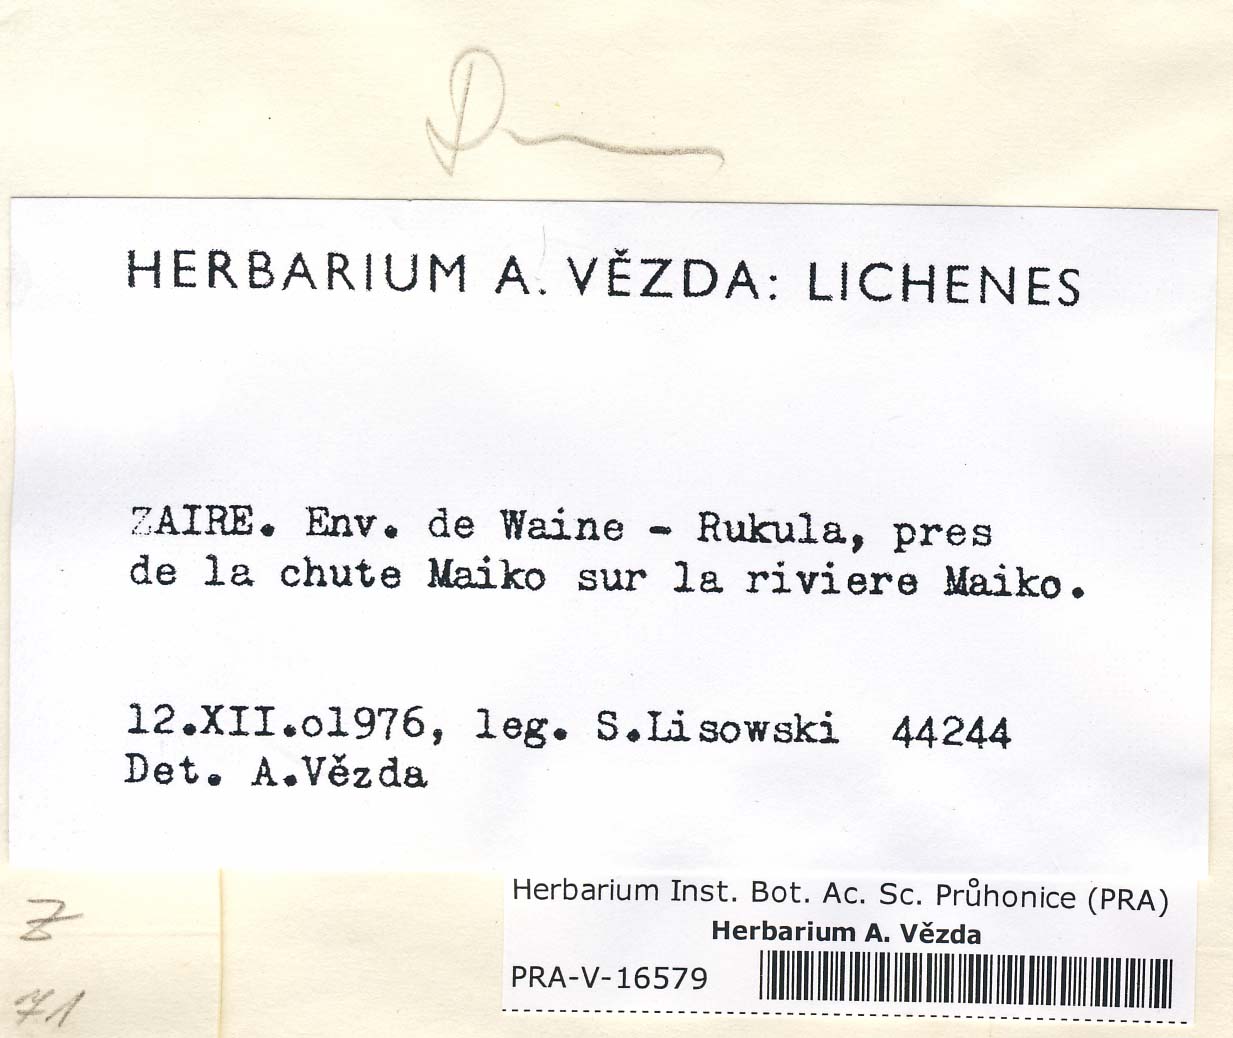 HERBARIUM A. VĚZDA: LICHENES
ZAIRE. Env. de Waine - Rukula, pres
de la chute Maiko sur la riviere Maiko.
12.XII.o1976, leg. S.Lisowski 44244
Det. A.Vězda
Z
71
Herbarium Inst. Bot. Ac. Sc. Průhonice (PRA)
Herbarium A. Vězda
PRA-V-16579